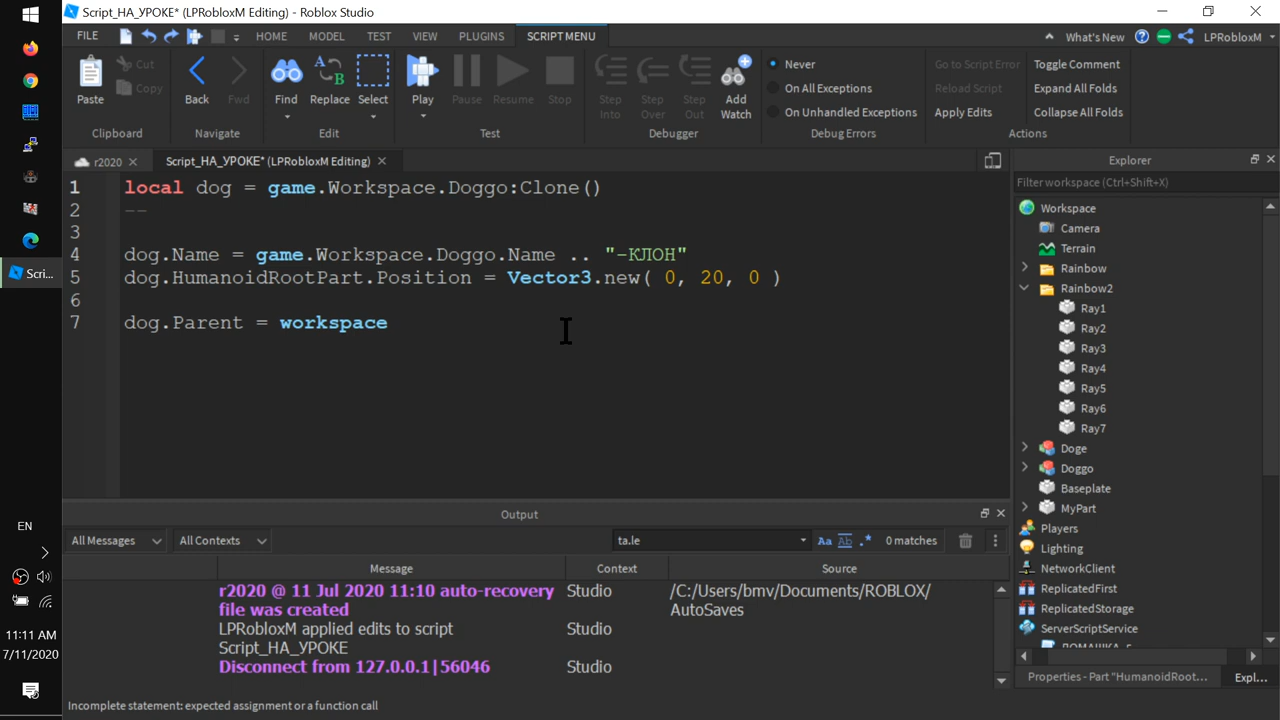 Script_НА_УРОКЕ* (LPRobloxM Editing) - Roblox Studio
FILE HOME MODEL TEST VIEW PLUGINS SCRIPT MENU What's New LPRobloxM
Paste Cut Copy Back Fwd Find Replace Select Play Pause Resume Stop Step Into Step Over Step Out Add Watch
Never
On All Exceptions
On Unhandled Exceptions
Go to Script Error
Reload Script
Apply Edits
Toggle Comment
Expand All Folds
Collapse All Folds
Clipboard Navigate Edit Test Debugger Debug Errors Actions
r2020 Script_НА_УРОКЕ* (LPRobloxM Editing)
1 local dog = game.Workspace.Doggo:Clone()
2 --
3
4 dog.Name = game.Workspace.Doggo.Name .. "-КЛОН"
5 dog.HumanoidRootPart.Position = Vector3.new( 0, 20, 0 )
6
7 dog.Parent = workspace
Explorer
Filter workspace (Ctrl+Shift+X)
Workspace
Camera
Terrain
Rainbow
Rainbow2
Ray1
Ray2
Ray3
Ray4
Ray5
Ray6
Ray7
Doge
Doggo
Baseplate
MyPart
Players
Lighting
NetworkClient
ReplicatedFirst
ReplicatedStorage
ServerScriptService
Properties - Part "HumanoidRoot... Expl...
Output
All Messages All Contexts ta.le Aa Ab .* 0 matches
Message Context Source
r2020 @ 11 Jul 2020 11:10 auto-recovery file was created Studio /C:/Users/bmv/Documents/ROBLOX/AutoSaves
LPRobloxM applied edits to script Script_НА_УРОКЕ Studio
Disconnect from 127.0.0.1|56046 Studio
Incomplete statement: expected assignment or a function call
Scri...
EN
11:11 AM
7/11/2020